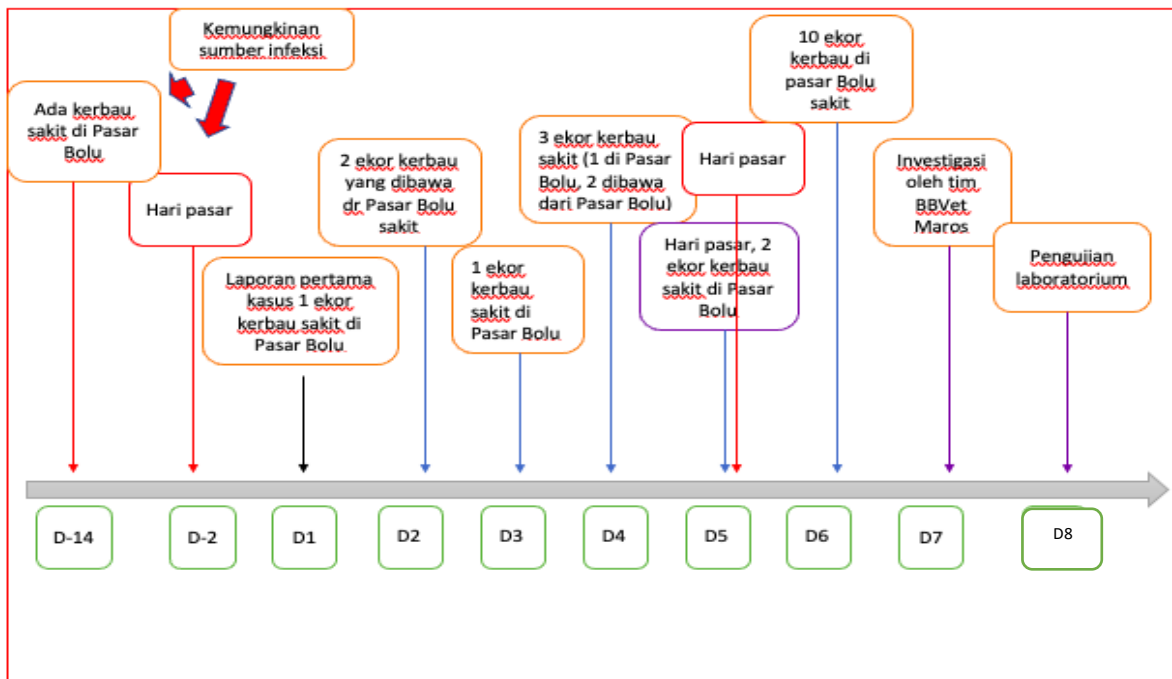 Kemungkinan
sumber infeksi
Ada kerbau
sakit di Pasar
Bolu
Hari pasar
Laporan pertama
kasus 1 ekor
kerbau sakit di
Pasar Bolu
2 ekor kerbau
yang dibawa
dr Pasar Bolu
sakit
1 ekor
kerbau
sakit di
Pasar Bolu
3 ekor kerbau
sakit (1 di Pasar
Bolu, 2 dibawa
dari Pasar Bolu)
Hari pasar
Hari pasar, 2
ekor kerbau
sakit di Pasar
Bolu
10 ekor
kerbau di
pasar Bolu
sakit
Investigasi
oleh tim
BBVet
Maros
Pengujian
laboratorium
D-14
D-2
D1
D2
D3
D4
D5
D6
D7
D8